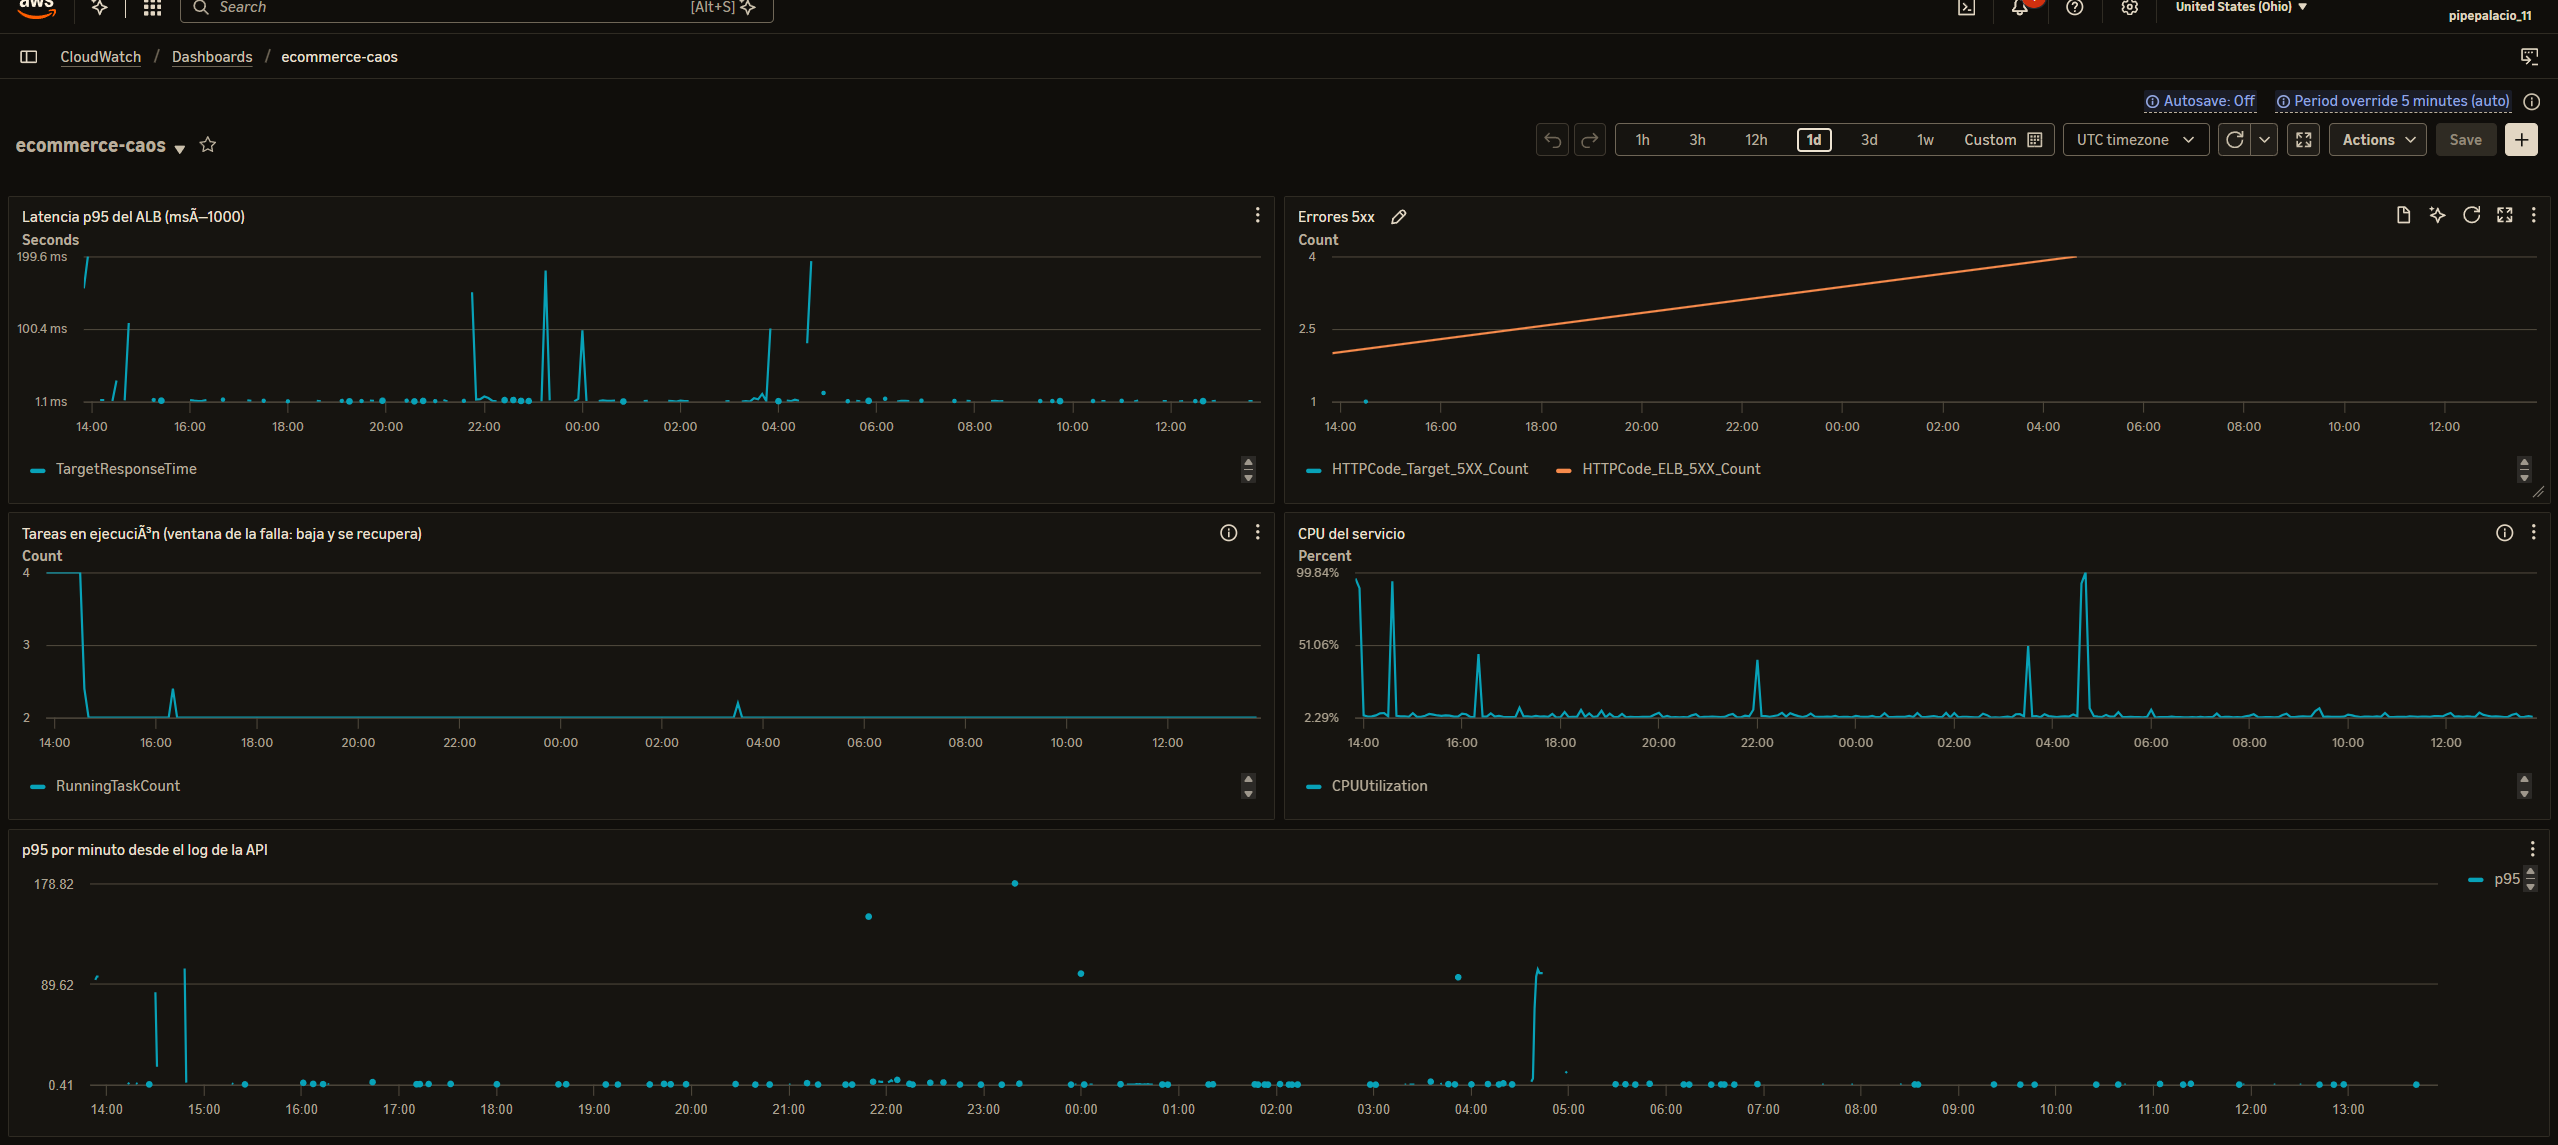 aws
Search
[Alt+S]
United States (Ohio)
pipepalacio_11
CloudWatch / Dashboards / ecommerce-caos
Autosave: Off
Period override 5 minutes (auto)
ecommerce-caos
1h 3h 12h 1d 3d 1w Custom
UTC timezone
Actions
Save
Latencia p95 del ALB (msÃ—1000)
Seconds
199.6 ms
100.4 ms
1.1 ms
14:00 16:00 18:00 20:00 22:00 00:00 02:00 04:00 06:00 08:00 10:00 12:00
TargetResponseTime
Errores 5xx
Count
4
2.5
1
14:00 16:00 18:00 20:00 22:00 00:00 02:00 04:00 06:00 08:00 10:00 12:00
HTTPCode_Target_5XX_Count
HTTPCode_ELB_5XX_Count
Tareas en ejecuciÃ³n (ventana de la falla: baja y se recupera)
Count
4
3
2
14:00 16:00 18:00 20:00 22:00 00:00 02:00 04:00 06:00 08:00 10:00 12:00
RunningTaskCount
CPU del servicio
Percent
99.84%
51.06%
2.29%
14:00 16:00 18:00 20:00 22:00 00:00 02:00 04:00 06:00 08:00 10:00 12:00
CPUUtilization
p95 por minuto desde el log de la API
178.82
89.62
0.41
14:00 15:00 16:00 17:00 18:00 19:00 20:00 21:00 22:00 23:00 00:00 01:00 02:00 03:00 04:00 05:00 06:00 07:00 08:00 09:00 10:00 11:00 12:00 13:00
p95